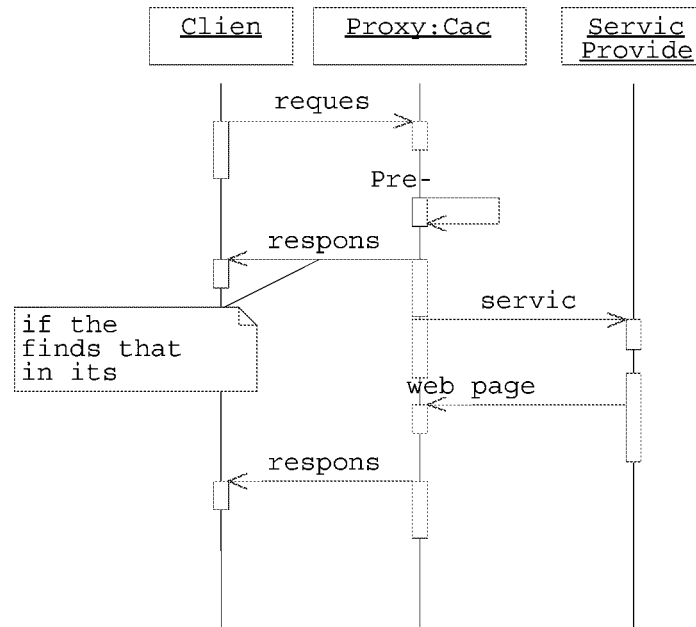 Clien
Proxy:Cac
Servic
Provide
reques
Pre-
respons
servic
if the
finds that
in its
web page
respons